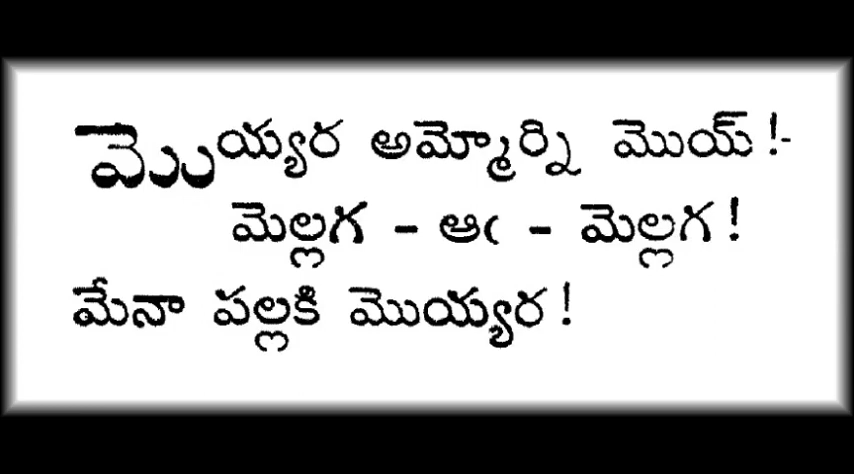 మొయ్యర అమ్మోర్ని మొయ్ !-
మెల్లగ - ఆఁ - మెల్లగ !
మేనా పల్లకి మొయ్యర !